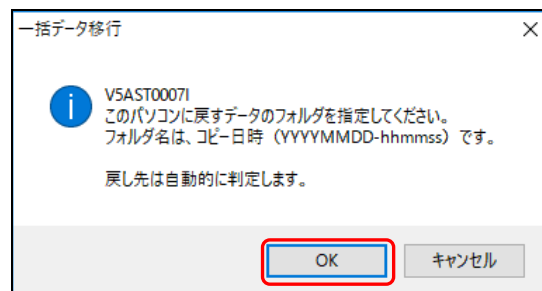 一括データ移行
V5AST0007I
このパソコンに戻すデータのフォルダを指定してください。
フォルダ名は、コピー日時（YYYYMMDD-hhmmss）です。
戻し先は自動的に判定します。
OK
キャンセル